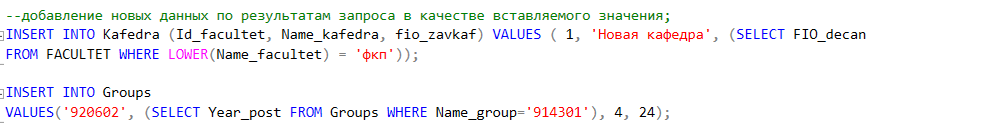 --добавление новых данных по результатам запроса в качестве вставляемого значения;
INSERT INTO Kafedra (Id_facultet, Name_kafedra, fio_zavkaf) VALUES ( 1, 'Новая кафедра', (SELECT FIO_decan
FROM FACULTET WHERE LOWER(Name_facultet) = 'фкп'));
INSERT INTO Groups
VALUES('920602', (SELECT Year_post FROM Groups WHERE Name_group='914301'), 4, 24);